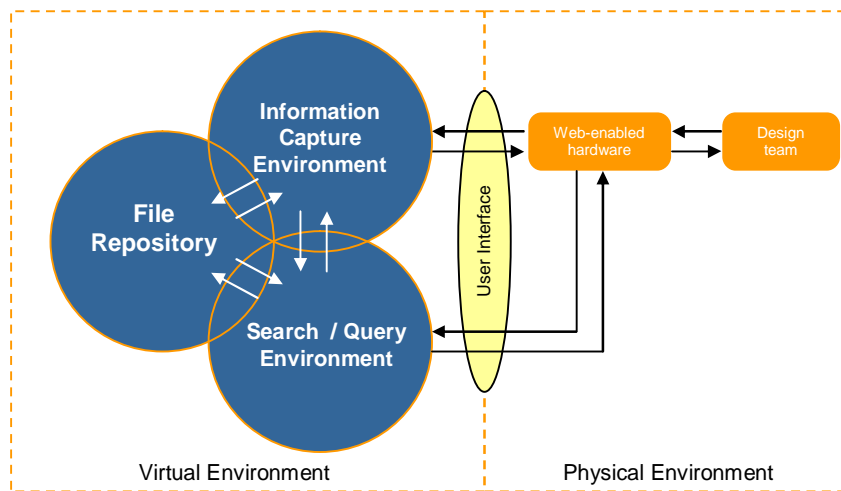 Information
Capture
Environment
File
Repository
Search / Query
Environment
User Interface
Web-enabled
hardware
Design
team
Virtual Environment
Physical Environment